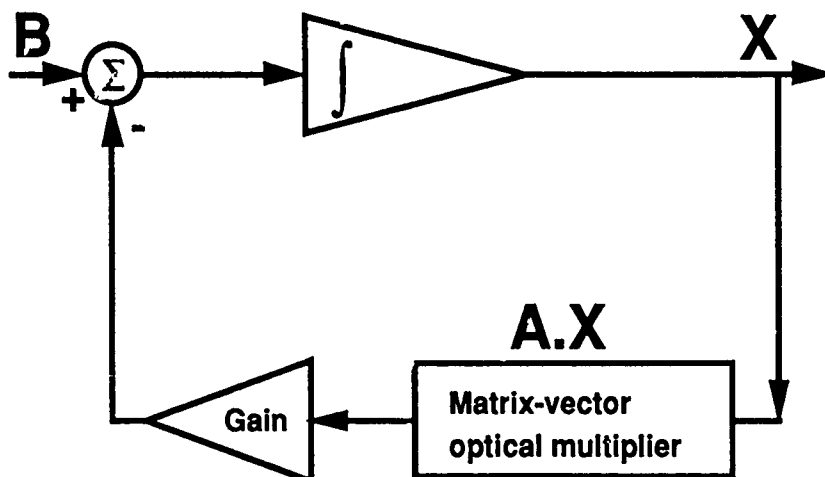 B
X
+
Σ
∫
-
A.X
Gain
Matrix-vector
optical multiplier